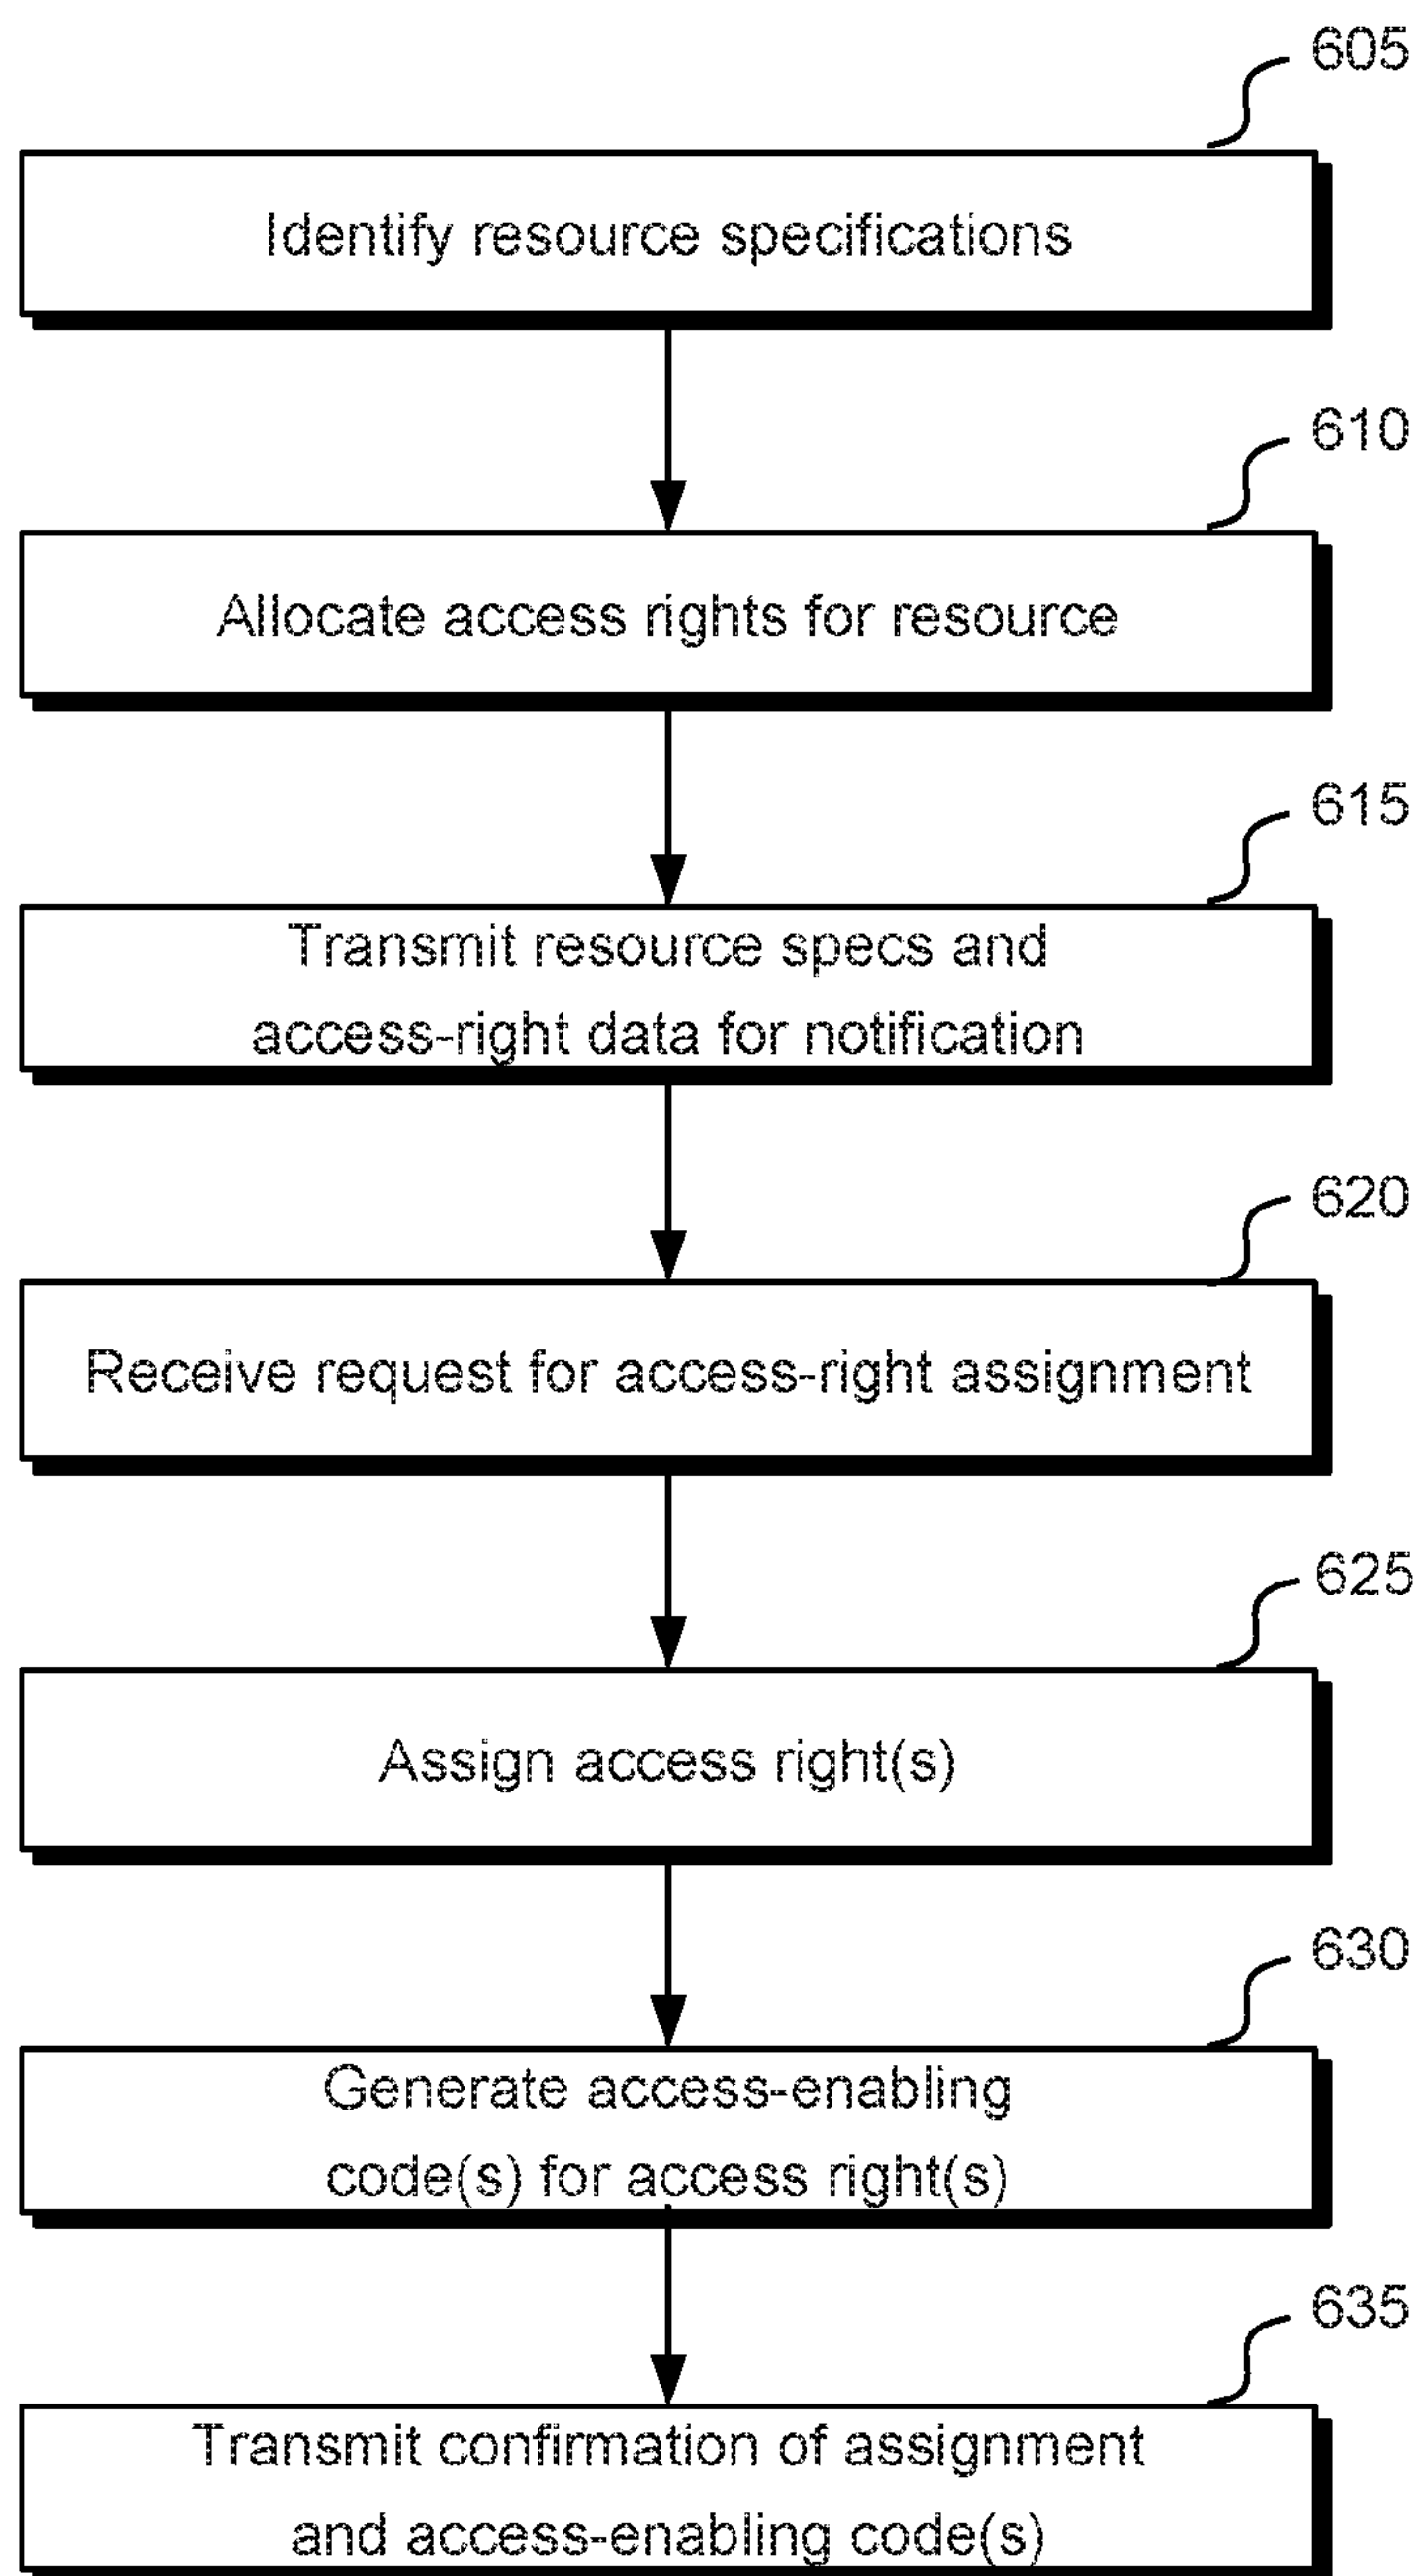 605
Identify resource specifications
610
Allocate access rights for resource
615
Transmit resource specs and
access-right data for notification
620
Receive request for access-right assignment
625
Assign access right(s)
630
Generate access-enabling
code(s) for access right(s)
635
Transmit confirmation of assignment
and access-enabling code(s)